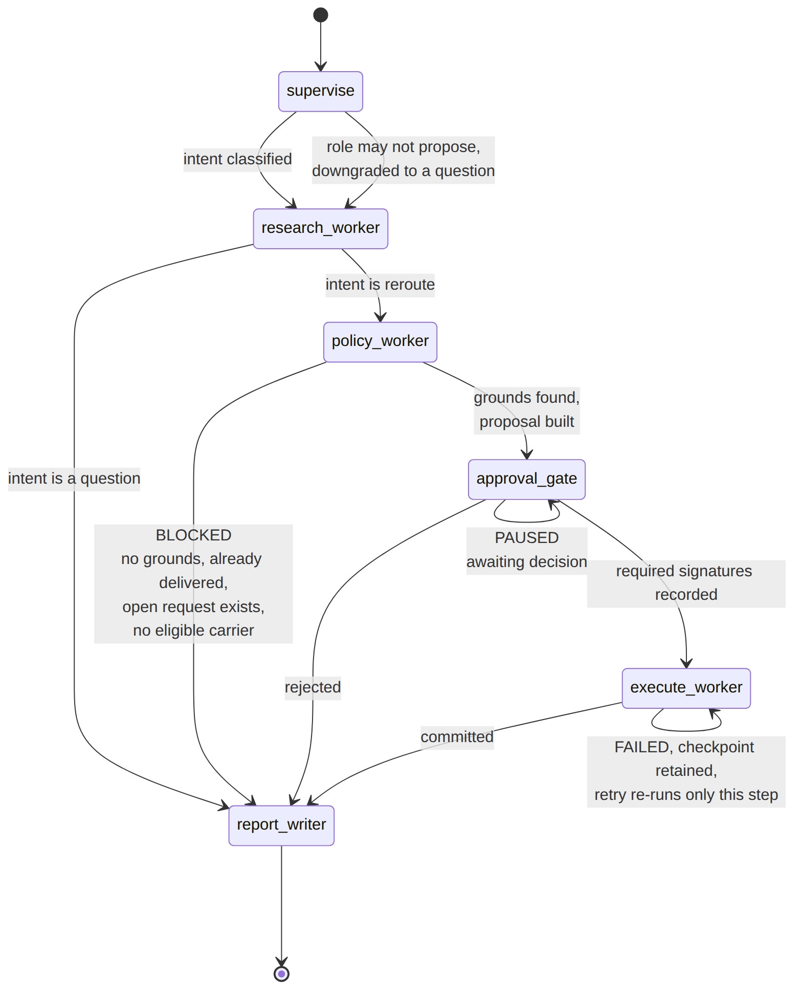 supervise
intent classified
role may not propose,
downgraded to a question
research_worker
intent is reroute
policy_worker
grounds found,
proposal built
approval_gate
intent is a question
BLOCKED
no grounds, already
delivered,
open request exists,
no eligible carrier
PAUSED
awaiting decision
required signatures
recorded
rejected
execute_worker
committed
FAILED, checkpoint
retained,
retry re-runs only this step
report_writer